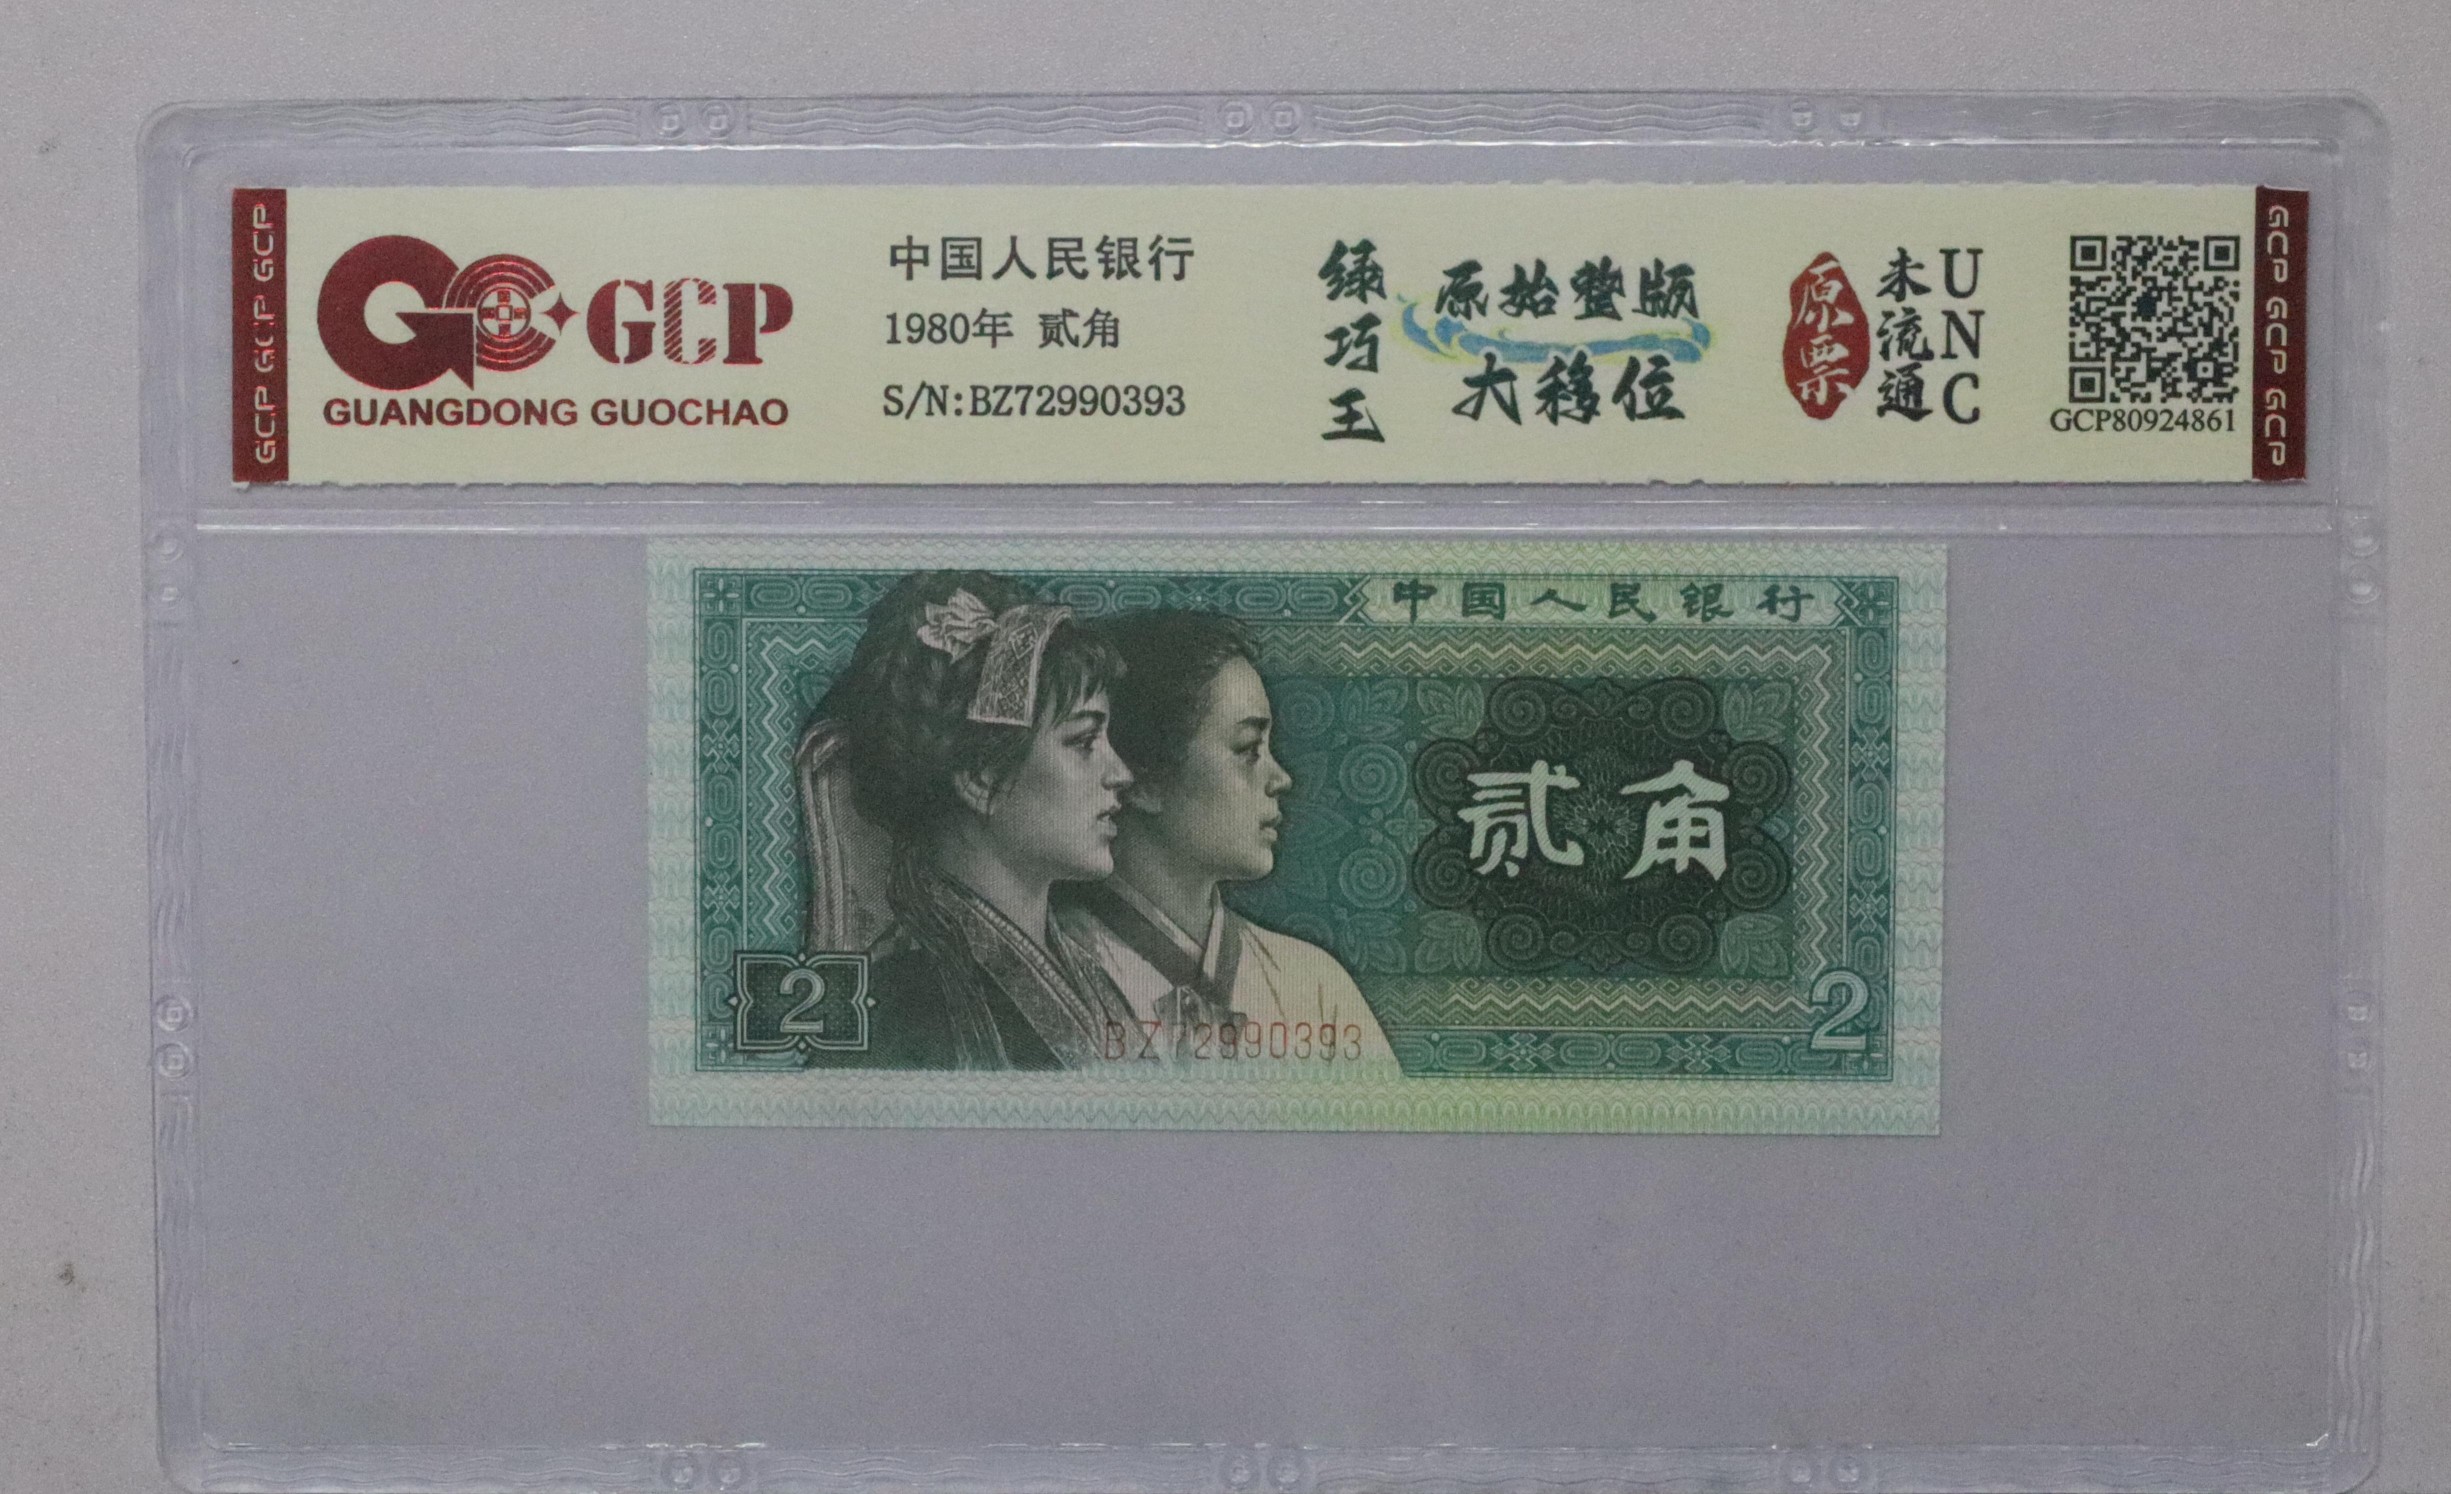 GCP GCP GCP
GCP
GUANGDONG GUOCHAO
中国人民银行
1980年 贰角
S/N:BZ72990393
绿巧王
原始整版
大移位
原票
未流通
UNC
GCP80924861
GCP GCP GCP
中国人民银行
贰角
2
2
BZ72990393